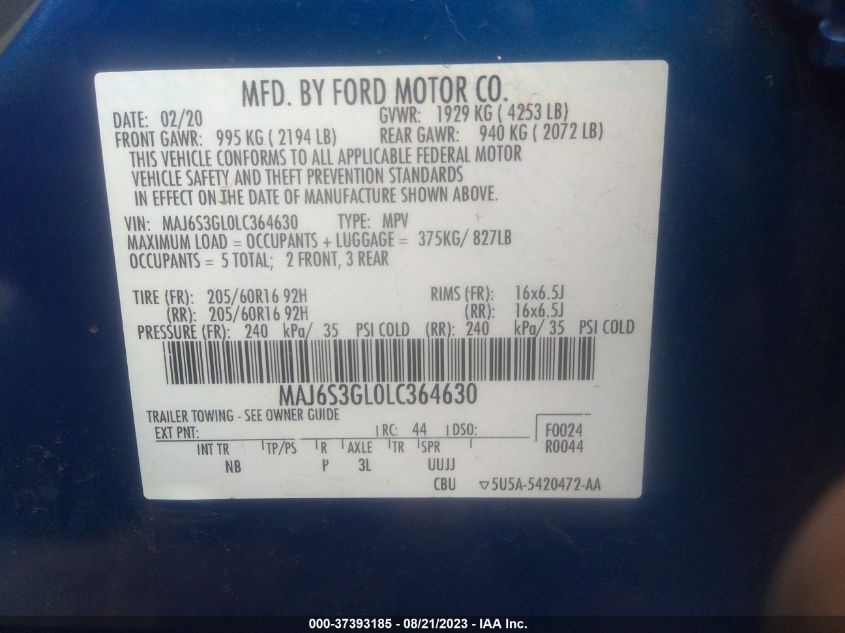 MFD. BY FORD MOTOR CO.
DATE: 02/20 GVWR: 1929 KG ( 4253 LB)
FRONT GAWR: 995 KG ( 2194 LB) REAR GAWR: 940 KG ( 2072 LB)
THIS VEHICLE CONFORMS TO ALL APPLICABLE FEDERAL MOTOR
VEHICLE SAFETY AND THEFT PREVENTION STANDARDS
IN EFFECT ON THE DATE OF MANUFACTURE SHOWN ABOVE.
VIN: MAJ6S3GL0LC364630 TYPE: MPV
MAXIMUM LOAD = OCCUPANTS + LUGGAGE = 375KG/ 827LB
OCCUPANTS = 5 TOTAL; 2 FRONT, 3 REAR
TIRE (FR): 205/60R16 92H RIMS (FR): 16x6.5J
(RR): 205/60R16 92H (RR): 16x6.5J
PRESSURE (FR): 240 kPa/ 35 PSI COLD (RR): 240 kPa/ 35 PSI COLD
MAJ6S3GL0LC364630
TRAILER TOWING - SEE OWNER GUIDE
EXT PNT: RC: 44 DSO: F0024
INT TR TP/PS R AXLE TR SPR R0044
NB P 3L UUJJ
CBU ▽5U5A-5420472-AA
000-37393185 - 08/21/2023 - IAA Inc.